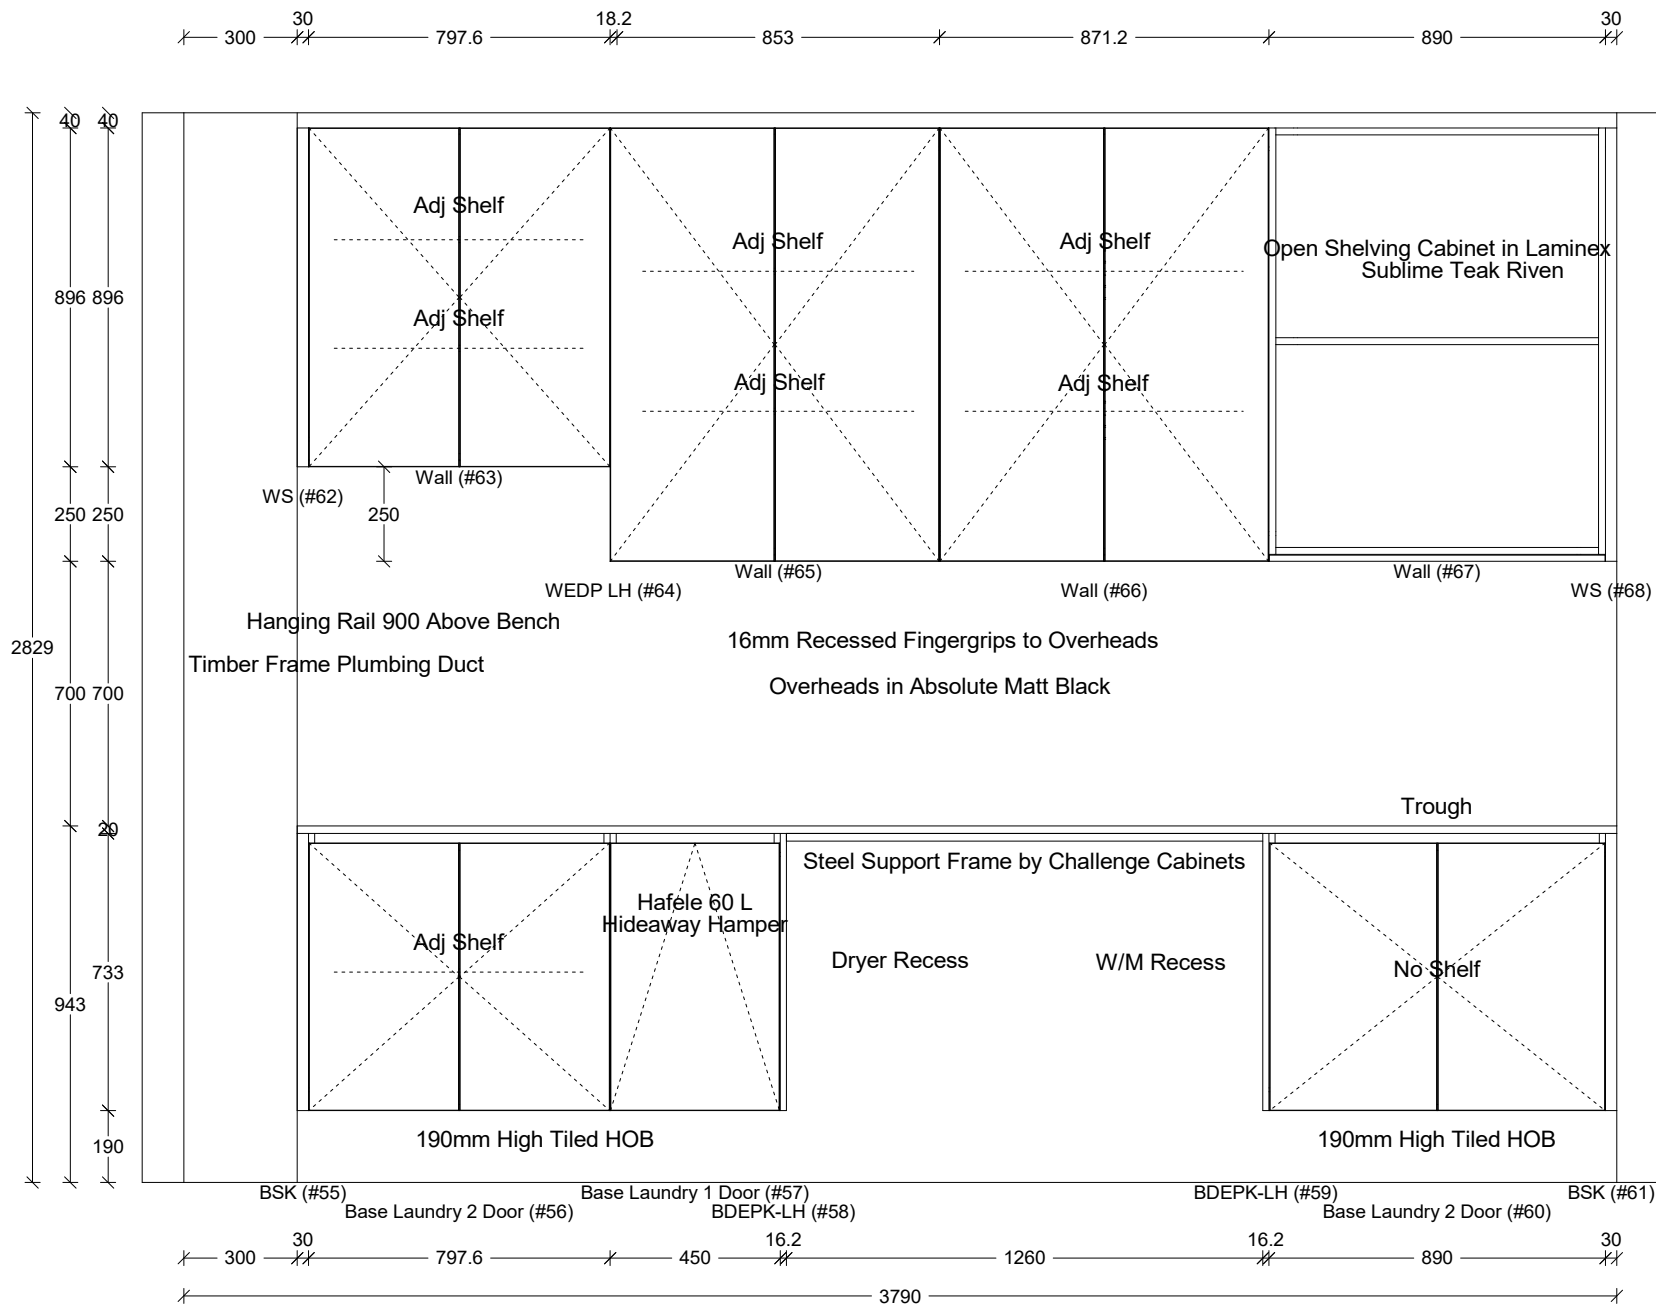 30
18.2
30
300
797.6
853
871.2
890
40
40
Adj Shelf
Adj Shelf
Adj Shelf
Open Shelving Cabinet in Laminex
Sublime Teak Riven
896
896
Adj Shelf
Adj Shelf
Adj Shelf
Wall (#63)
WS (#62)
250
250
250
Wall (#65)
Wall (#67)
WEDP LH (#64)
Wall (#66)
WS (#68)
Hanging Rail 900 Above Bench
16mm Recessed Fingergrips to Overheads
2829
Timber Frame Plumbing Duct
700
700
Overheads in Absolute Matt Black
Trough
20
Steel Support Frame by Challenge Cabinets
Hafele 60 L
Hideaway Hamper
Adj Shelf
Dryer Recess
W/M Recess
No Shelf
733
943
190mm High Tiled HOB
190mm High Tiled HOB
190
BSK (#55)
Base Laundry 1 Door (#57)
BDEPK-LH (#59)
BSK (#61)
Base Laundry 2 Door (#56)
BDEPK-LH (#58)
Base Laundry 2 Door (#60)
30
16.2
16.2
30
300
797.6
450
1260
890
3790